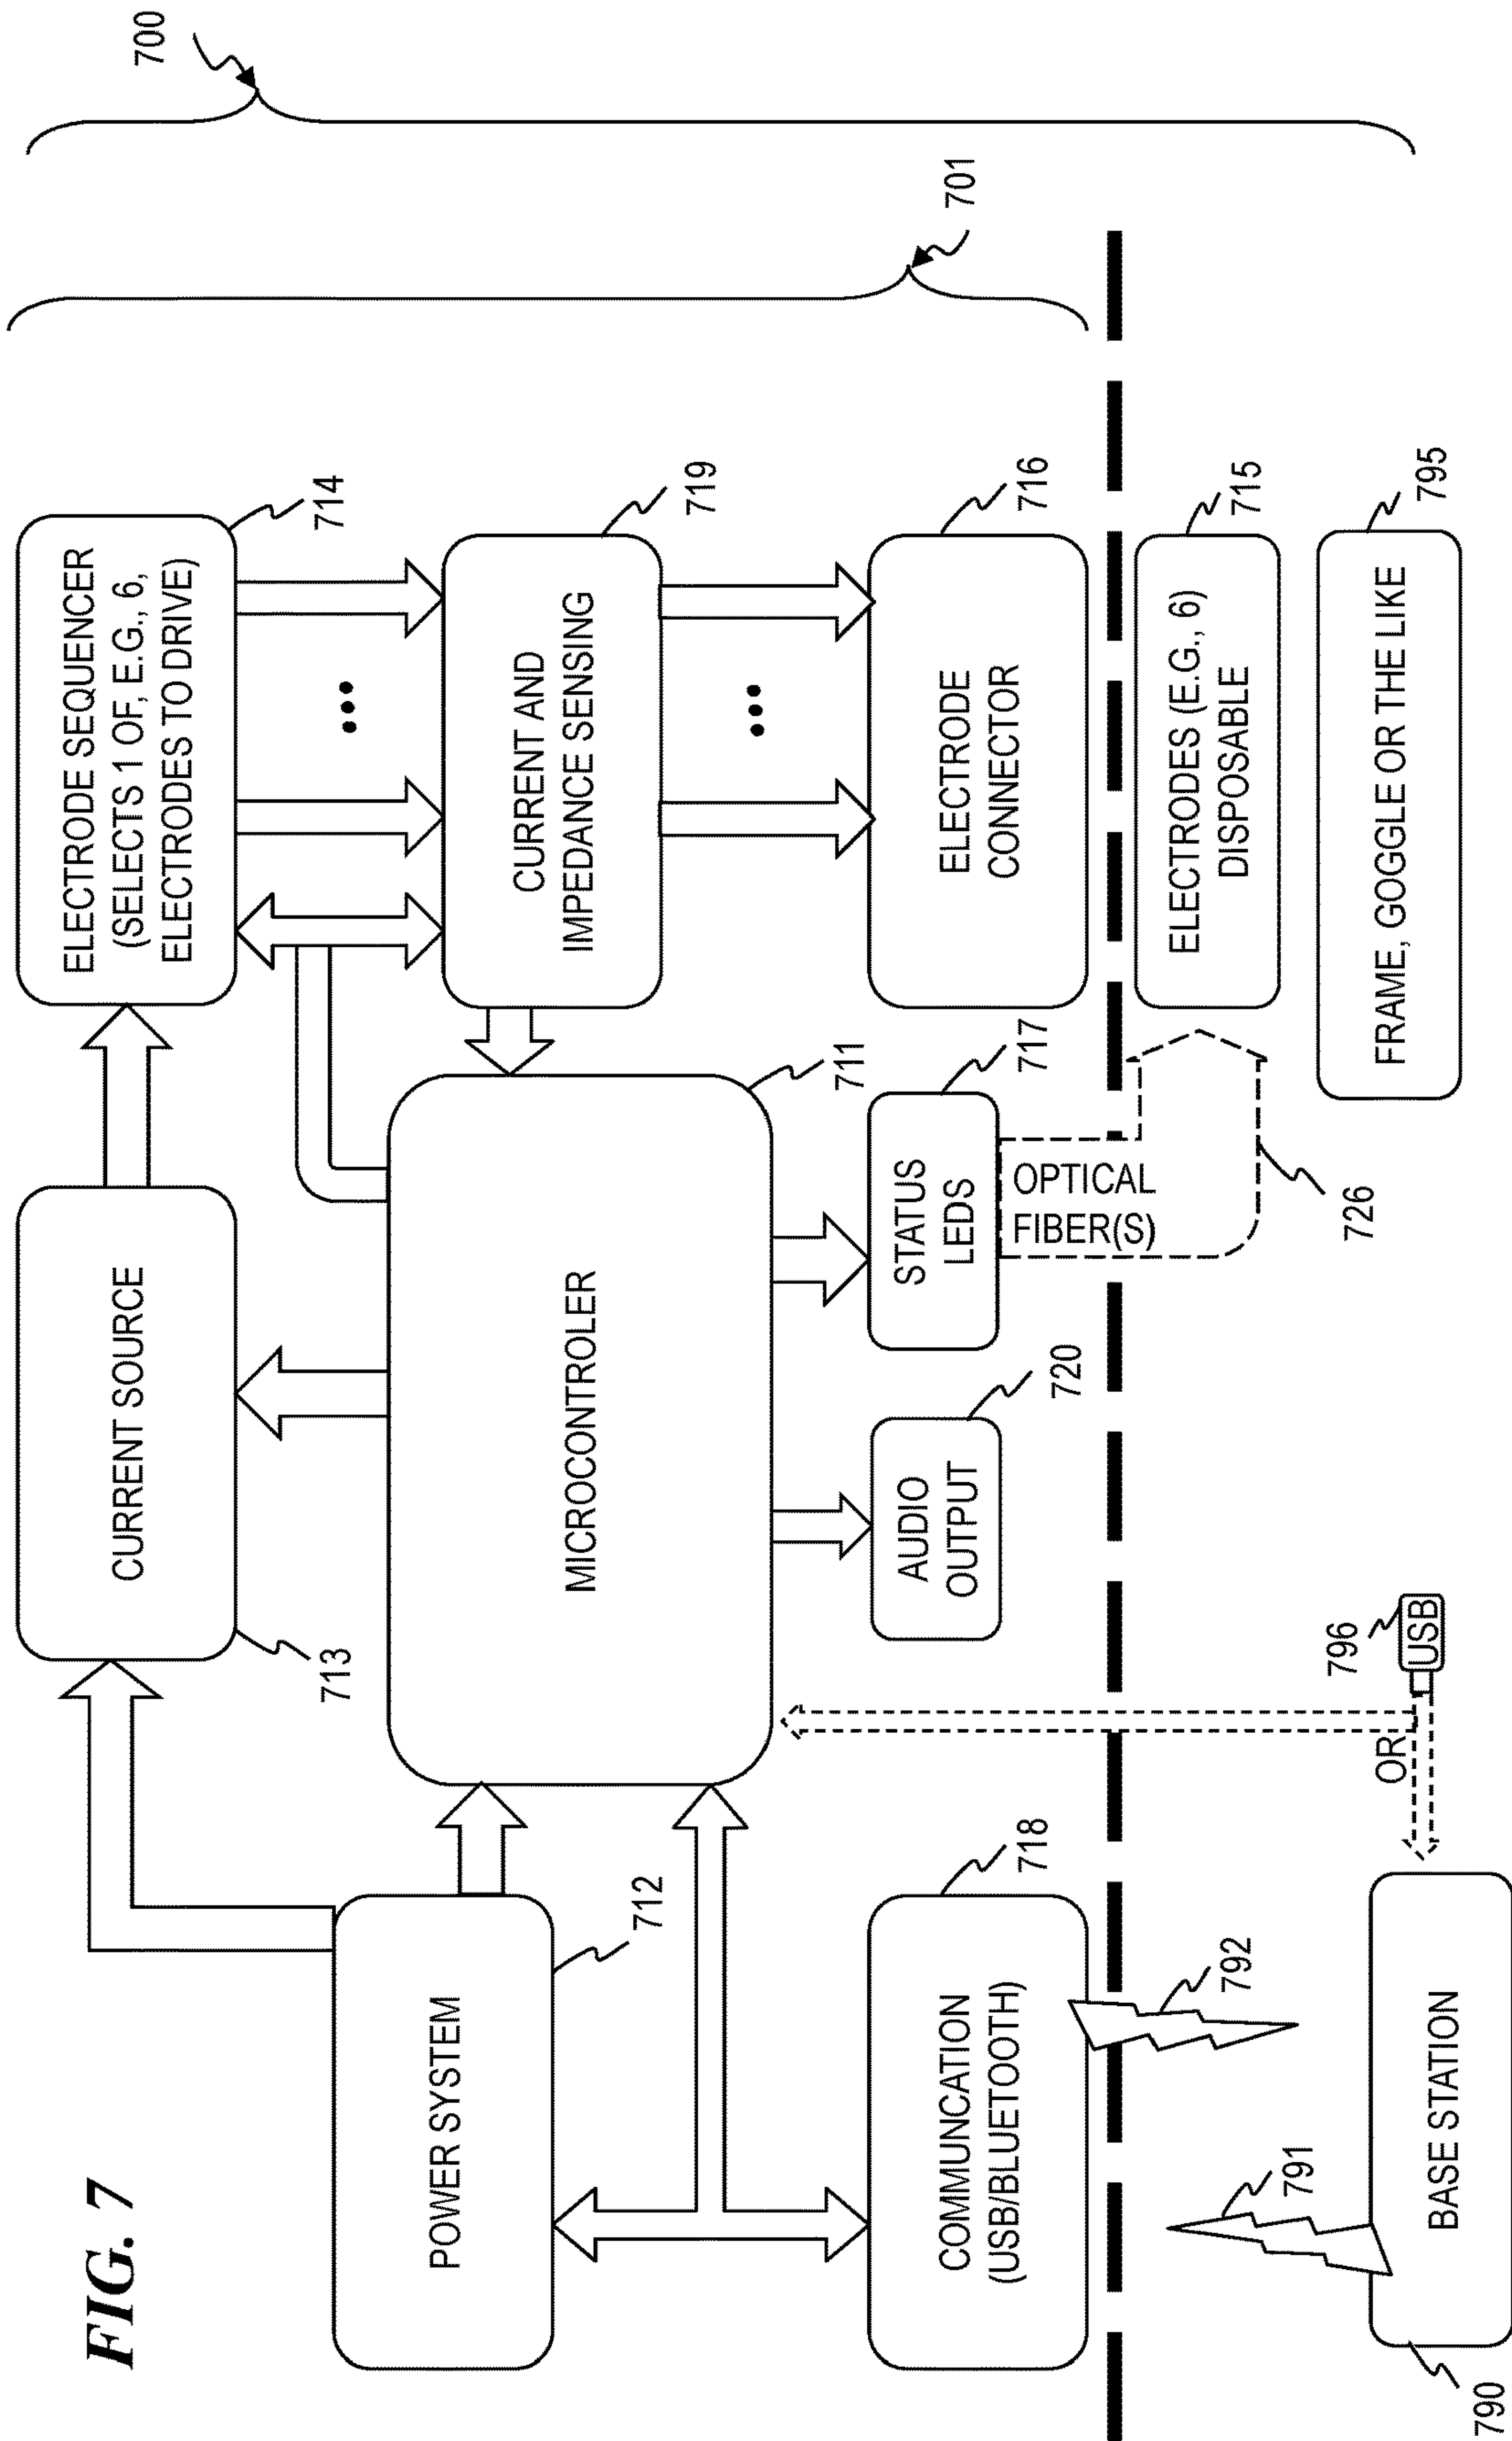 FIG. 7
700
701
POWER SYSTEM
712
CURRENT SOURCE
713
ELECTRODE SEQUENCER
(SELECTS 1 OF, E.G., 6,
ELECTRODES TO DRIVE)
714
MICROCONTROLER
711
CURRENT AND
IMPEDANCE SENSING
719
COMMUNCATION
(USB/BLUETOOTH)
718
AUDIO
OUTPUT
720
STATUS
LEDS
717
ELECTRODE
CONNECTOR
716
OPTICAL
FIBER(S)
726
ELECTRODES (E.G., 6)
DISPOSABLE
715
791
792
BASE STATION
790
OR
USB
796
FRAME, GOGGLE OR THE LIKE
795